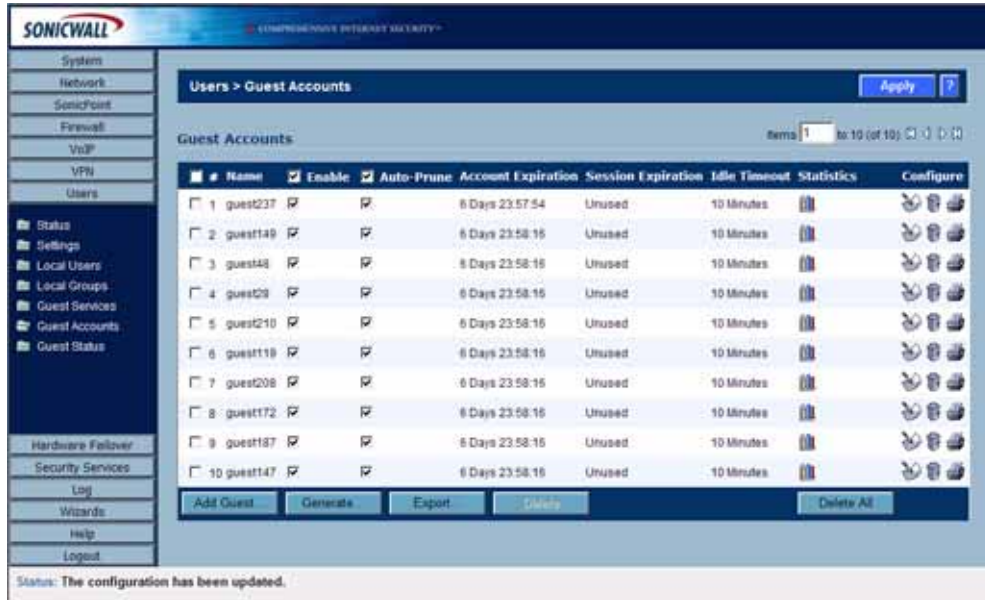 SONICWALL
COMPREHENSIVE INTERNET SECURITY™
System
Network
SonicPoint
Firewall
VoIP
VPN
Users
Status
Settings
Local Users
Local Groups
Guest Services
Guest Accounts
Guest Status
Hardware Failover
Security Services
Log
Wizards
Help
Logout
Users > Guest Accounts
Apply ?
Guest Accounts
Items 1 to 10 (of 10)
# Name Enable Auto-Prune Account Expiration Session Expiration Idle Timeout Statistics Configure
1 guest237 6 Days 23:57:54 Unused 10 Minutes
2 guest149 6 Days 23:58:16 Unused 10 Minutes
3 guest48 6 Days 23:58:16 Unused 10 Minutes
4 guest29 6 Days 23:58:16 Unused 10 Minutes
5 guest210 6 Days 23:58:16 Unused 10 Minutes
6 guest119 6 Days 23:58:16 Unused 10 Minutes
7 guest208 6 Days 23:58:16 Unused 10 Minutes
8 guest172 6 Days 23:58:16 Unused 10 Minutes
9 guest187 6 Days 23:58:16 Unused 10 Minutes
10 guest147 6 Days 23:58:16 Unused 10 Minutes
Add Guest... Generate... Export... Delete Delete All
Status: The configuration has been updated.